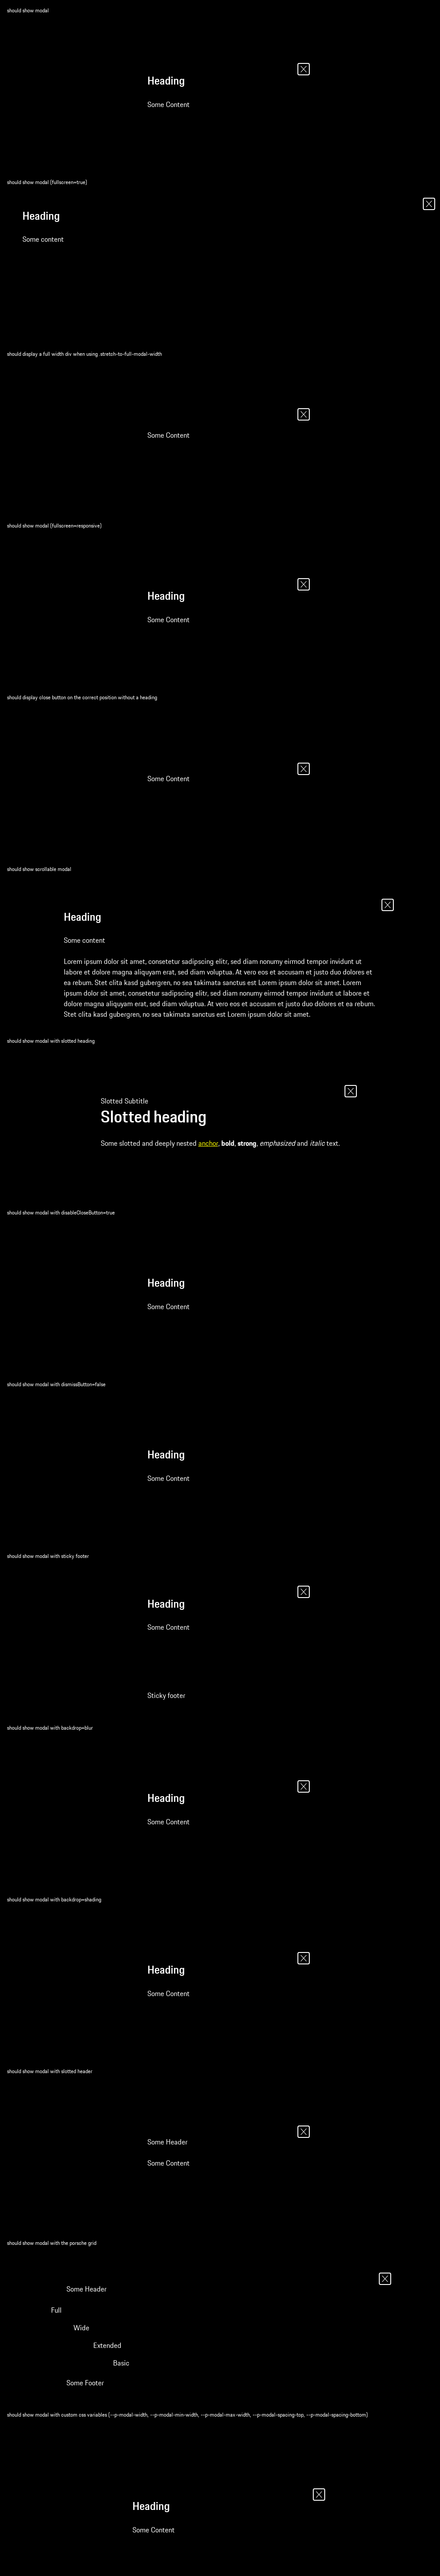 should show modal
Heading
Some Content
should show modal (fullscreen=true)
Heading
Some content
should display a full width div when using .stretch-to-full-modal-width
Some Content
should show modal (fullscreen=responsive)
Heading
Some Content
should display close button on the correct position without a heading
Some Content
should show scrollable modal
Heading
Some content
Lorem ipsum dolor sit amet, consetetur sadipscing elitr, sed diam nonumy eirmod tempor invidunt ut
labore et dolore magna aliquyam erat, sed diam voluptua. At vero eos et accusam et justo duo dolores et
ea rebum. Stet clita kasd gubergren, no sea takimata sanctus est Lorem ipsum dolor sit amet. Lorem
ipsum dolor sit amet, consetetur sadipscing elitr, sed diam nonumy eirmod tempor invidunt ut labore et
dolore magna aliquyam erat, sed diam voluptua. At vero eos et accusam et justo duo dolores et ea rebum.
Stet clita kasd gubergren, no sea takimata sanctus est Lorem ipsum dolor sit amet.
should show modal with slotted heading
Slotted Subtitle
Slotted heading
Some slotted and deeply nested anchor, bold, strong, emphasized and italic text.
should show modal with disableCloseButton=true
Heading
Some Content
should show modal with dismissButton=false
Heading
Some Content
should show modal with sticky footer
Heading
Some Content
Sticky footer
should show modal with backdrop=blur
Heading
Some Content
should show modal with backdrop=shading
Heading
Some Content
should show modal with slotted header
Some Header
Some Content
should show modal with the porsche grid
Some Header
Full
Wide
Extended
Basic
Some Footer
should show modal with custom css variables (--p-modal-width, --p-modal-min-width, --p-modal-max-width, --p-modal-spacing-top, --p-modal-spacing-bottom)
Heading
Some Content